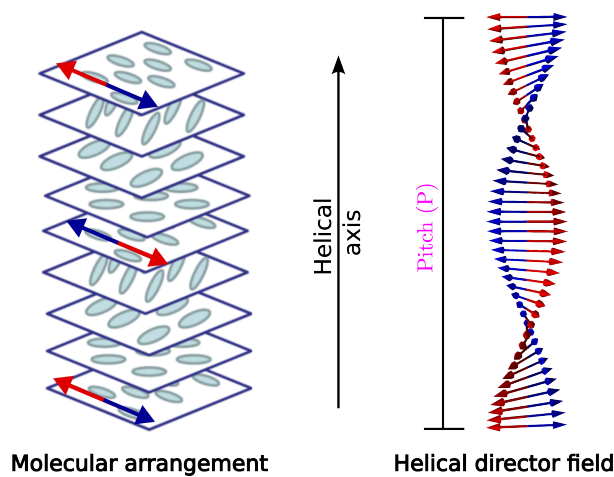 Helical
axis
Pitch (P)
Molecular arrangement
Helical director field